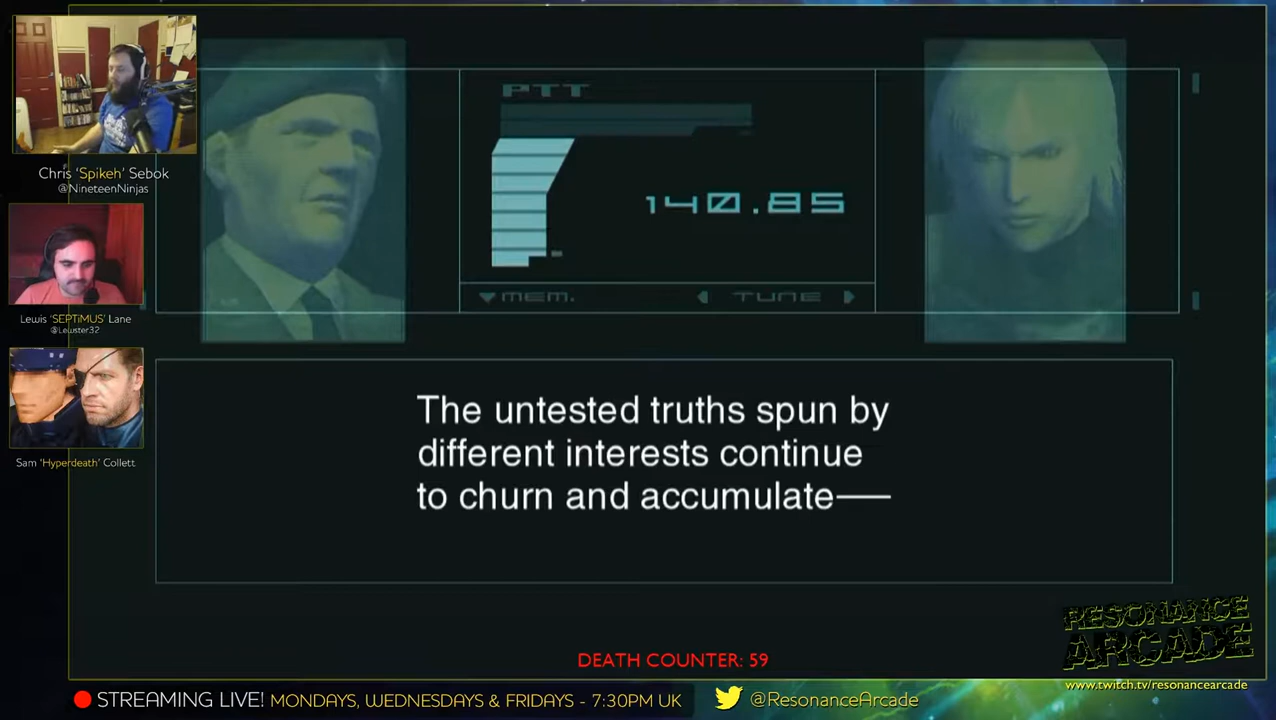 Chris 'Spikeh' Sebok
@NineteenNinjas
Lewis 'SEPTiMUS' Lane
@Lewster32
Sam 'Hyperdeath' Collett
PTT
140.85
MEM.
TUNE
The untested truths spun by
different interests continue
to churn and accumulate——
DEATH COUNTER: 59
RESONANCE
ARCADE
www.twitch.tv/resonancearcade
STREAMING LIVE! MONDAYS, WEDNESDAYS & FRIDAYS - 7:30PM UK
@ResonanceArcade